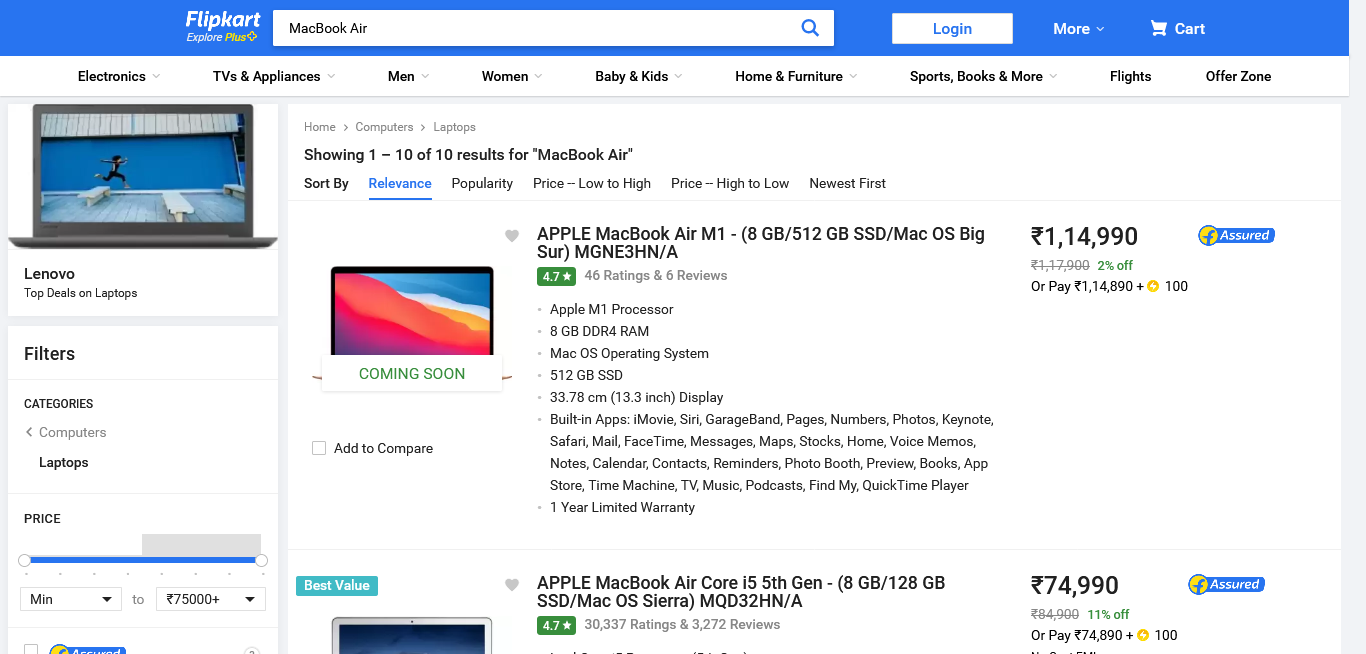 Flipkart
Explore Plus
MacBook Air
Login
More
Cart
Electronics
TVs & Appliances
Men
Women
Baby & Kids
Home & Furniture
Sports, Books & More
Flights
Offer Zone
Lenovo
Top Deals on Laptops
Filters
CATEGORIES
Computers
Laptops
PRICE
Min
to
₹75000+
Assured
?
Home
Computers
Laptops
Showing 1 – 10 of 10 results for "MacBook Air"
Sort By
Relevance
Popularity
Price -- Low to High
Price -- High to Low
Newest First
COMING SOON
Add to Compare
APPLE MacBook Air M1 - (8 GB/512 GB SSD/Mac OS Big
Sur) MGNE3HN/A
4.7
46 Ratings & 6 Reviews
Apple M1 Processor
8 GB DDR4 RAM
Mac OS Operating System
512 GB SSD
33.78 cm (13.3 inch) Display
Built-in Apps: iMovie, Siri, GarageBand, Pages, Numbers, Photos, Keynote,
Safari, Mail, FaceTime, Messages, Maps, Stocks, Home, Voice Memos,
Notes, Calendar, Contacts, Reminders, Photo Booth, Preview, Books, App
Store, Time Machine, TV, Music, Podcasts, Find My, QuickTime Player
1 Year Limited Warranty
₹1,14,990
Assured
₹1,17,900 2% off
Or Pay ₹1,14,890 + 100
Best Value
APPLE MacBook Air Core i5 5th Gen - (8 GB/128 GB
SSD/Mac OS Sierra) MQD32HN/A
4.7
30,337 Ratings & 3,272 Reviews
₹74,990
Assured
₹84,900 11% off
Or Pay ₹74,890 + 100